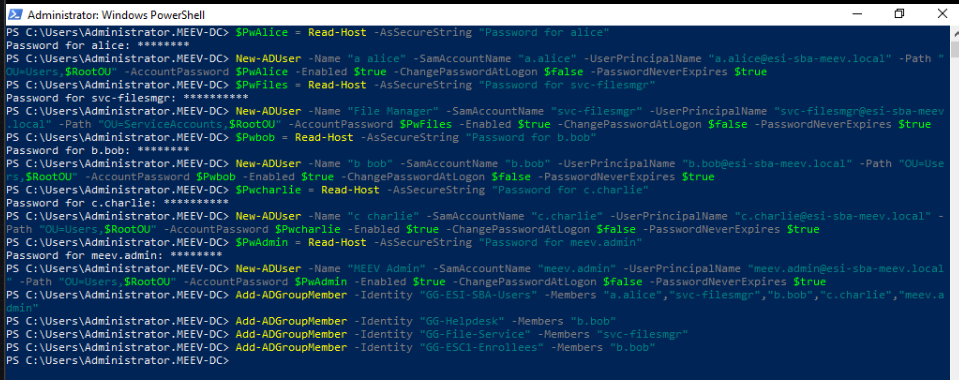 Administrator: Windows PowerShell
PS C:\Users\Administrator.MEEV-DC> $PwAlice = Read-Host -AsSecureString "Password for alice"
Password for alice: ********
PS C:\Users\Administrator.MEEV-DC> New-ADUser -Name "a alice" -SamAccountName "a.alice" -UserPrincipalName "a.alice@esi-sba-meev.local" -Path "
OU=Users,$RootOU" -AccountPassword $PwAlice -Enabled $true -ChangePasswordAtLogon $false -PasswordNeverExpires $true
PS C:\Users\Administrator.MEEV-DC> $PwFiles = Read-Host -AsSecureString "Password for svc-filesmgr"
Password for svc-filesmgr: **********
PS C:\Users\Administrator.MEEV-DC> New-ADUser -Name "File Manager" -SamAccountName "svc-filesmgr" -UserPrincipalName "svc-filesmgr@esi-sba-meev
.local" -Path "OU=ServiceAccounts,$RootOU" -AccountPassword $PwFiles -Enabled $true -ChangePasswordAtLogon $false -PasswordNeverExpires $true
PS C:\Users\Administrator.MEEV-DC> $Pwbob = Read-Host -AsSecureString "Password for b.bob"
Password for b.bob: ********
PS C:\Users\Administrator.MEEV-DC> New-ADUser -Name "b bob" -SamAccountName "b.bob" -UserPrincipalName "b.bob@esi-sba-meev.local" -Path "OU=Use
rs,$RootOU" -AccountPassword $Pwbob -Enabled $true -ChangePasswordAtLogon $false -PasswordNeverExpires $true
PS C:\Users\Administrator.MEEV-DC> $Pwcharlie = Read-Host -AsSecureString "Password for c.charlie"
Password for c.charlie: **********
PS C:\Users\Administrator.MEEV-DC> New-ADUser -Name "c charlie" -SamAccountName "c.charlie" -UserPrincipalName "c.charlie@esi-sba-meev.local" -
Path "OU=Users,$RootOU" -AccountPassword $Pwcharlie -Enabled $true -ChangePasswordAtLogon $false -PasswordNeverExpires $true
PS C:\Users\Administrator.MEEV-DC> $PwAdmin = Read-Host -AsSecureString "Password for meev.admin"
Password for meev.admin: ********
PS C:\Users\Administrator.MEEV-DC> New-ADUser -Name "MEEV Admin" -SamAccountName "meev.admin" -UserPrincipalName "meev.admin@esi-sba-meev.local
" -Path "OU=Users,$RootOU" -AccountPassword $PwAdmin -Enabled $true -ChangePasswordAtLogon $false -PasswordNeverExpires $true
PS C:\Users\Administrator.MEEV-DC> Add-ADGroupMember -Identity "GG-ESI-SBA-Users" -Members "a.alice","svc-filesmgr","b.bob","c.charlie","meev.a
dmin"
PS C:\Users\Administrator.MEEV-DC> Add-ADGroupMember -Identity "GG-Helpdesk" -Members "b.bob"
PS C:\Users\Administrator.MEEV-DC> Add-ADGroupMember -Identity "GG-File-Service" -Members "svc-filesmgr"
PS C:\Users\Administrator.MEEV-DC> Add-ADGroupMember -Identity "GG-ESC1-Enrollees" -Members "b.bob"
PS C:\Users\Administrator.MEEV-DC>